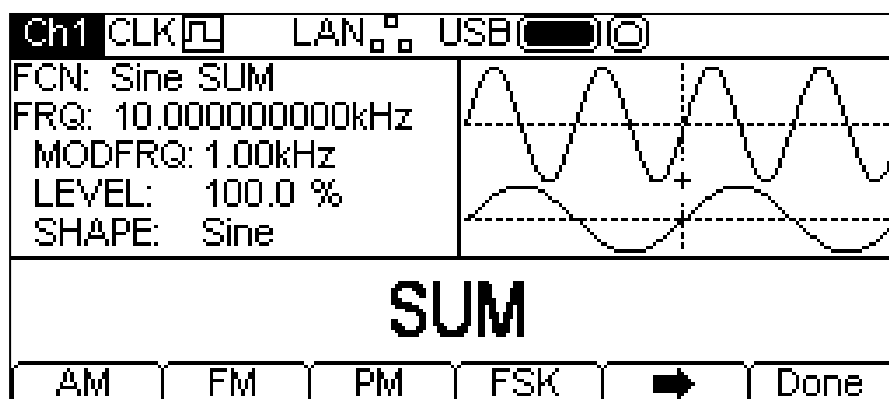 Ch1 CLK LAN USB
FCN: Sine SUM
FRQ: 10.000000000kHz
MODFRQ: 1.00kHz
LEVEL: 100.0 %
SHAPE: Sine
SUM
AM FM PM FSK Done